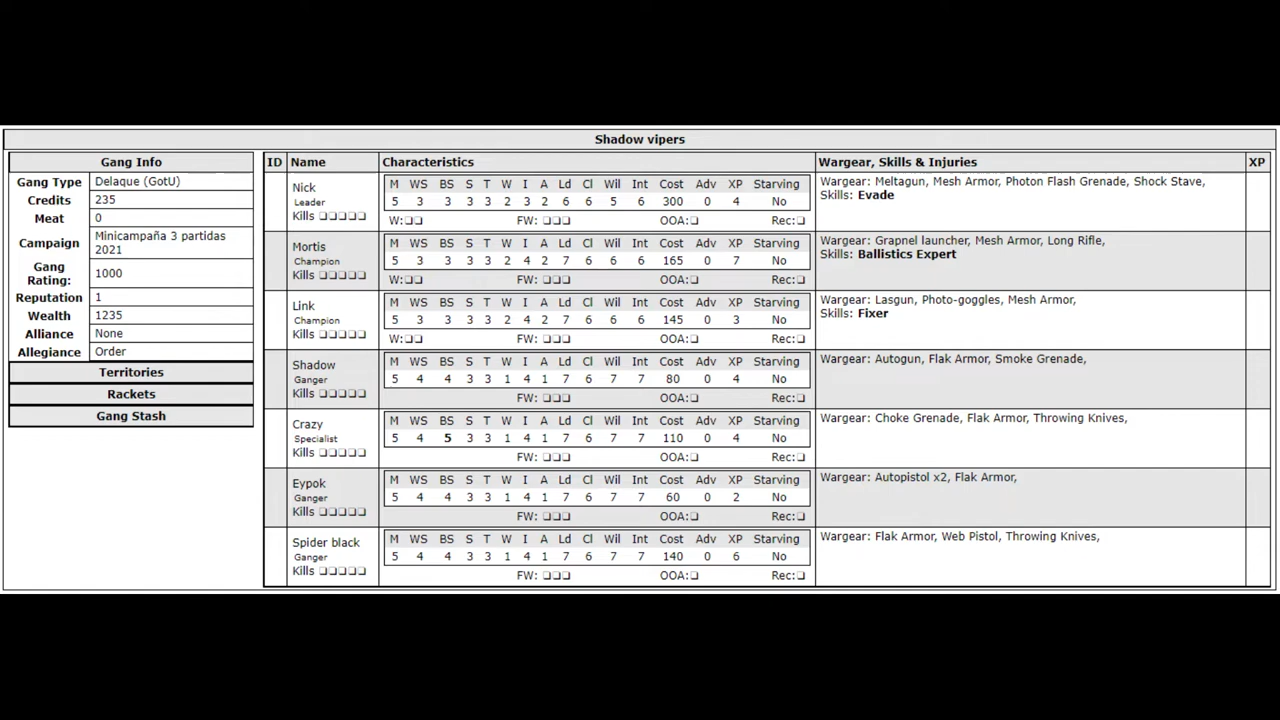 Shadow vipers
Gang Info
Gang Type Delaque (GotU)
Credits 235
Meat 0
Campaign Minicampaña 3 partidas 2021
Gang Rating: 1000
Reputation 1
Wealth 1235
Alliance None
Allegiance Order
Territories
Rackets
Gang Stash
ID Name Characteristics Wargear, Skills & Injuries XP
Nick
Leader
Kills ❏❏❏❏❏
M WS BS S T W I A Ld Cl Wil Int Cost Adv XP Starving
5 3 3 3 3 2 3 2 6 6 5 6 300 0 4 No
W:❏❏ FW: ❏❏❏ OOA:❏ Rec:❏
Wargear: Meltagun, Mesh Armor, Photon Flash Grenade, Shock Stave,
Skills: Evade
Mortis
Champion
Kills ❏❏❏❏❏
M WS BS S T W I A Ld Cl Wil Int Cost Adv XP Starving
5 3 3 3 3 2 4 2 7 6 6 6 165 0 7 No
W:❏❏ FW: ❏❏❏ OOA:❏ Rec:❏
Wargear: Grapnel launcher, Mesh Armor, Long Rifle,
Skills: Ballistics Expert
Link
Champion
Kills ❏❏❏❏❏
M WS BS S T W I A Ld Cl Wil Int Cost Adv XP Starving
5 3 3 3 3 2 4 2 7 6 6 6 145 0 3 No
W:❏❏ FW: ❏❏❏ OOA:❏ Rec:❏
Wargear: Lasgun, Photo-goggles, Mesh Armor,
Skills: Fixer
Shadow
Ganger
Kills ❏❏❏❏❏
M WS BS S T W I A Ld Cl Wil Int Cost Adv XP Starving
5 4 4 3 3 1 4 1 7 6 7 7 80 0 4 No
FW: ❏❏❏ OOA:❏ Rec:❏
Wargear: Autogun, Flak Armor, Smoke Grenade,
Crazy
Specialist
Kills ❏❏❏❏❏
M WS BS S T W I A Ld Cl Wil Int Cost Adv XP Starving
5 4 5 3 3 1 4 1 7 6 7 7 110 0 4 No
FW: ❏❏❏ OOA:❏ Rec:❏
Wargear: Choke Grenade, Flak Armor, Throwing Knives,
Eypok
Ganger
Kills ❏❏❏❏❏
M WS BS S T W I A Ld Cl Wil Int Cost Adv XP Starving
5 4 4 3 3 1 4 1 7 6 7 7 60 0 2 No
FW: ❏❏❏ OOA:❏ Rec:❏
Wargear: Autopistol x2, Flak Armor,
Spider black
Ganger
Kills ❏❏❏❏❏
M WS BS S T W I A Ld Cl Wil Int Cost Adv XP Starving
5 4 4 3 3 1 4 1 7 6 7 7 140 0 6 No
FW: ❏❏❏ OOA:❏ Rec:❏
Wargear: Flak Armor, Web Pistol, Throwing Knives,